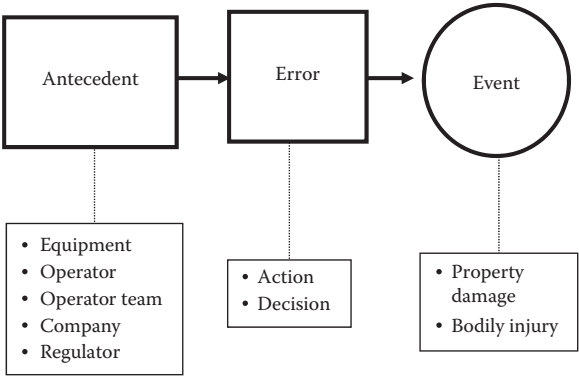 Antecedent
Error
Event
• Equipment
• Operator
• Operator team
• Company
• Regulator
• Action
• Decision
• Property
damage
• Bodily injury